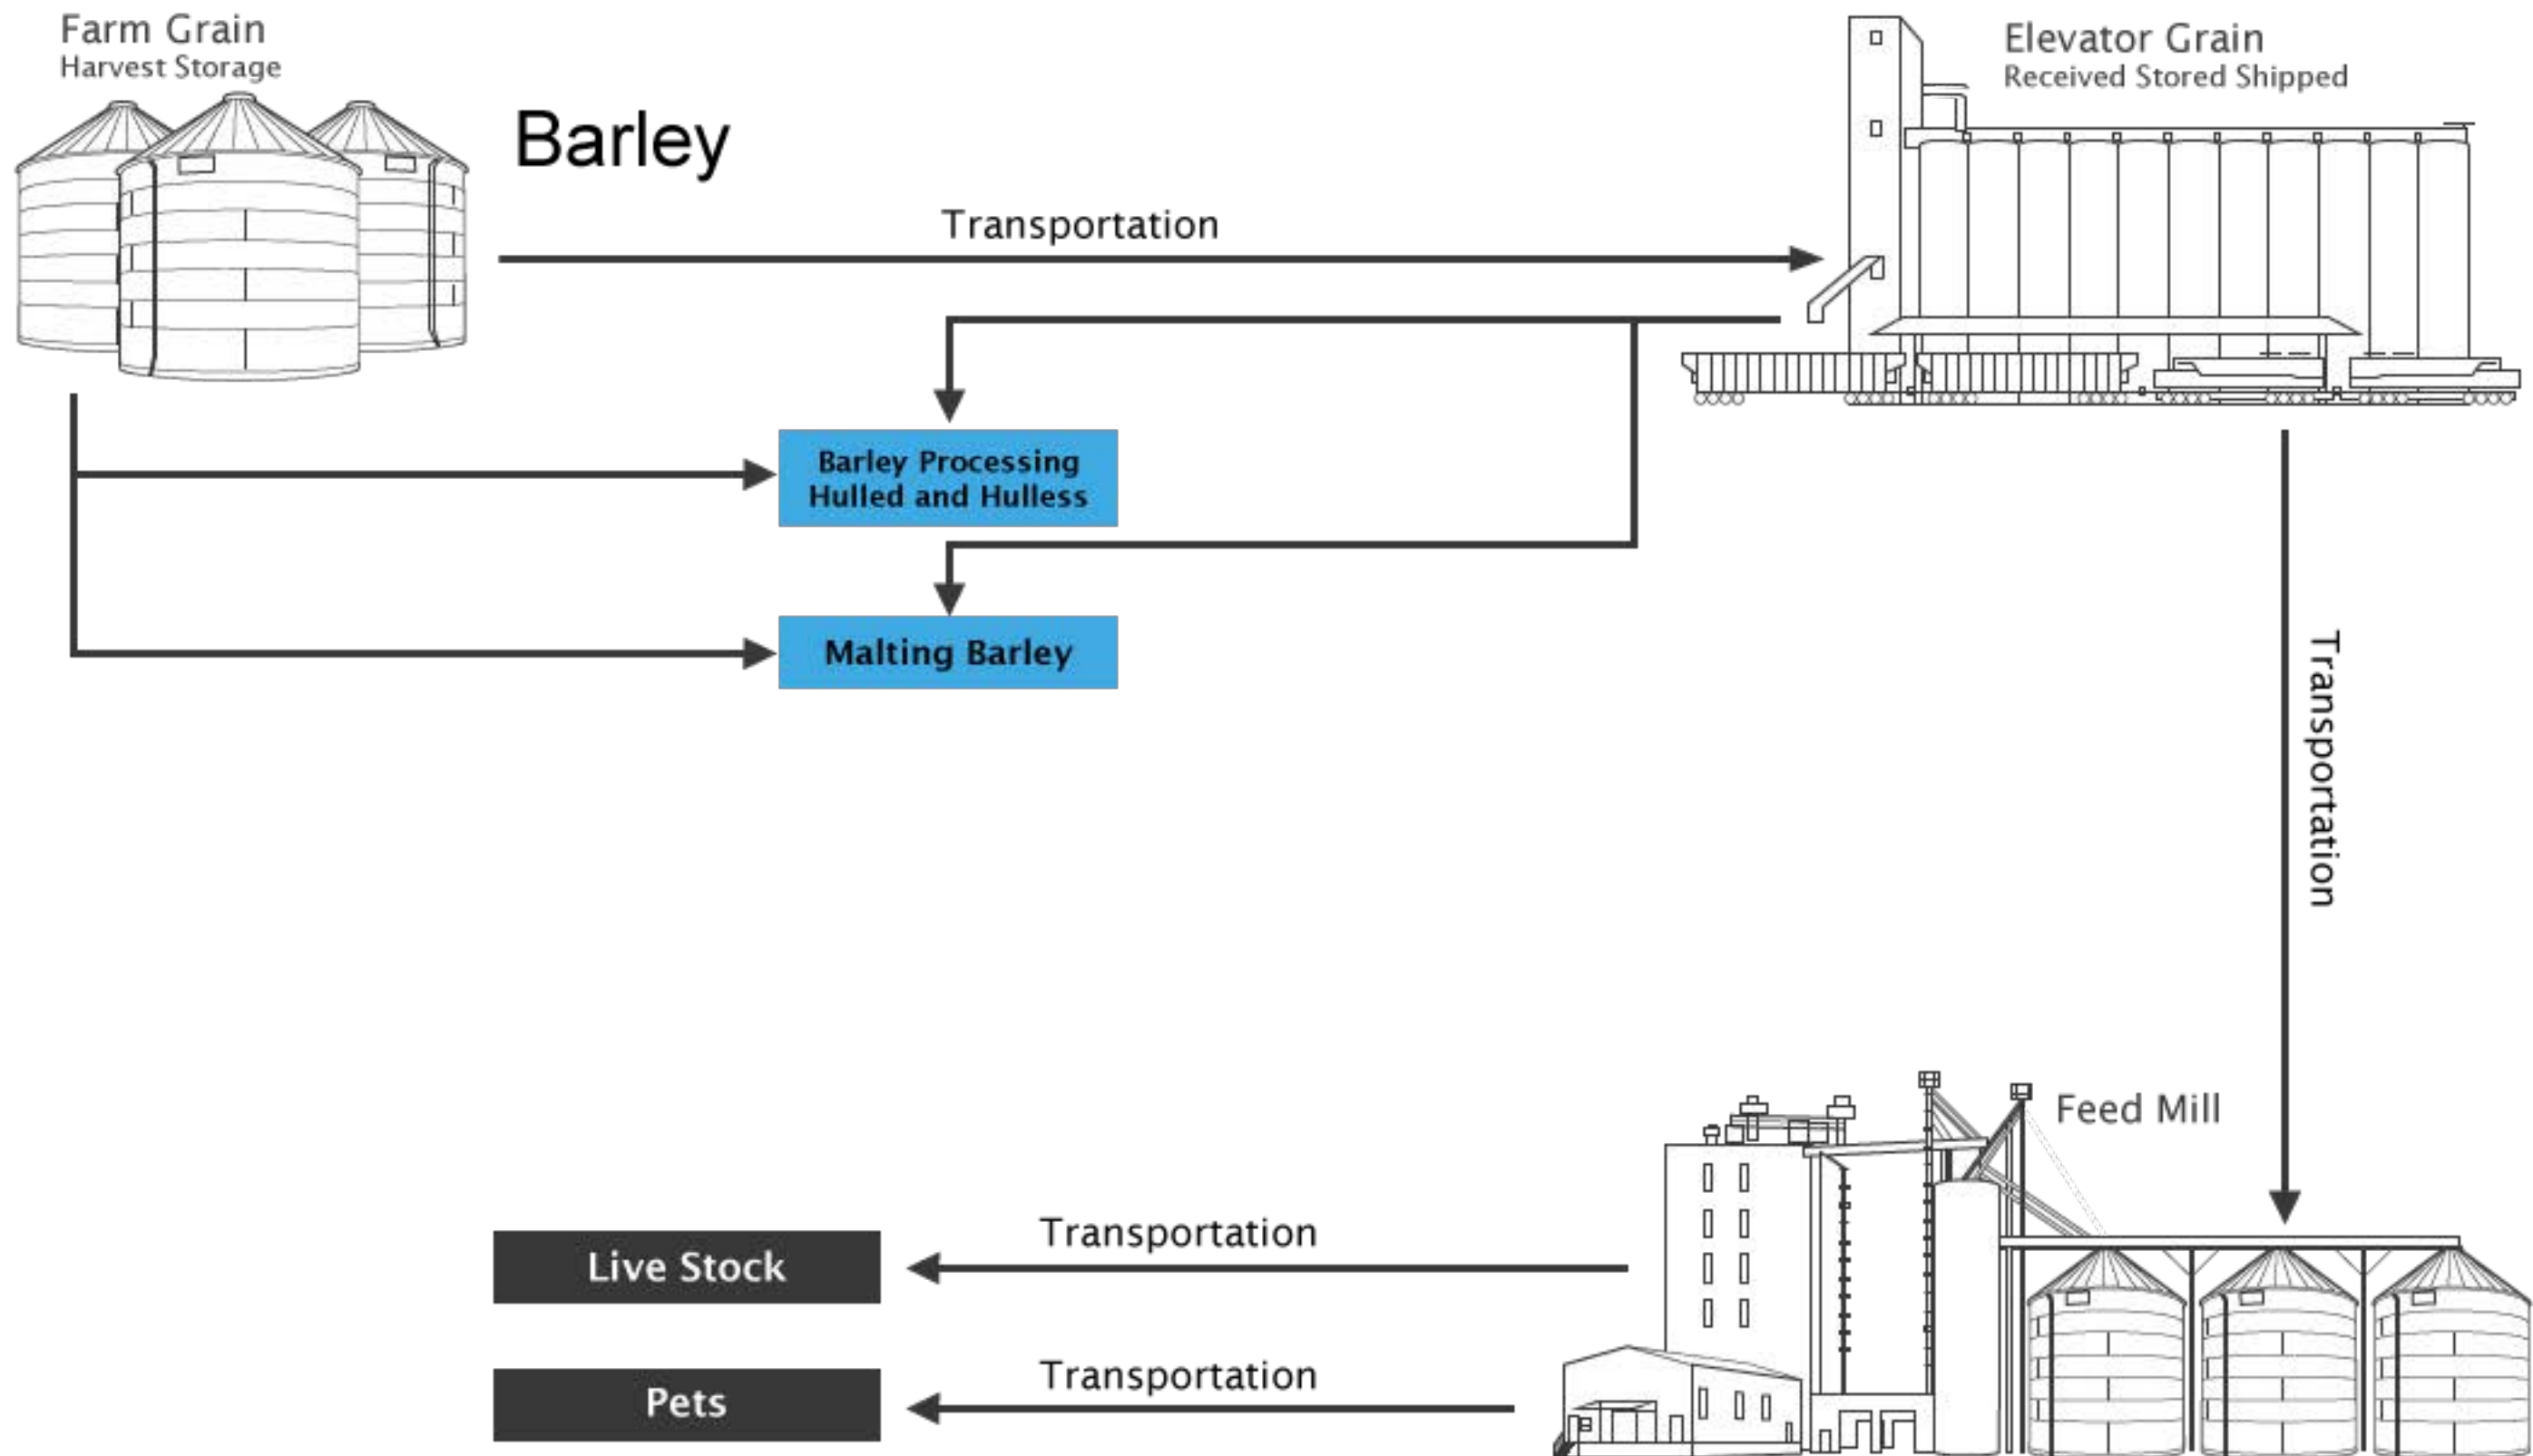 Farm Grain
Harvest Storage
Barley
Elevator Grain
Received Stored Shipped
Transportation
Barley Processing
Hulled and Hulless
Malting Barley
Transportation
Feed Mill
Transportation
Live Stock
Transportation
Pets